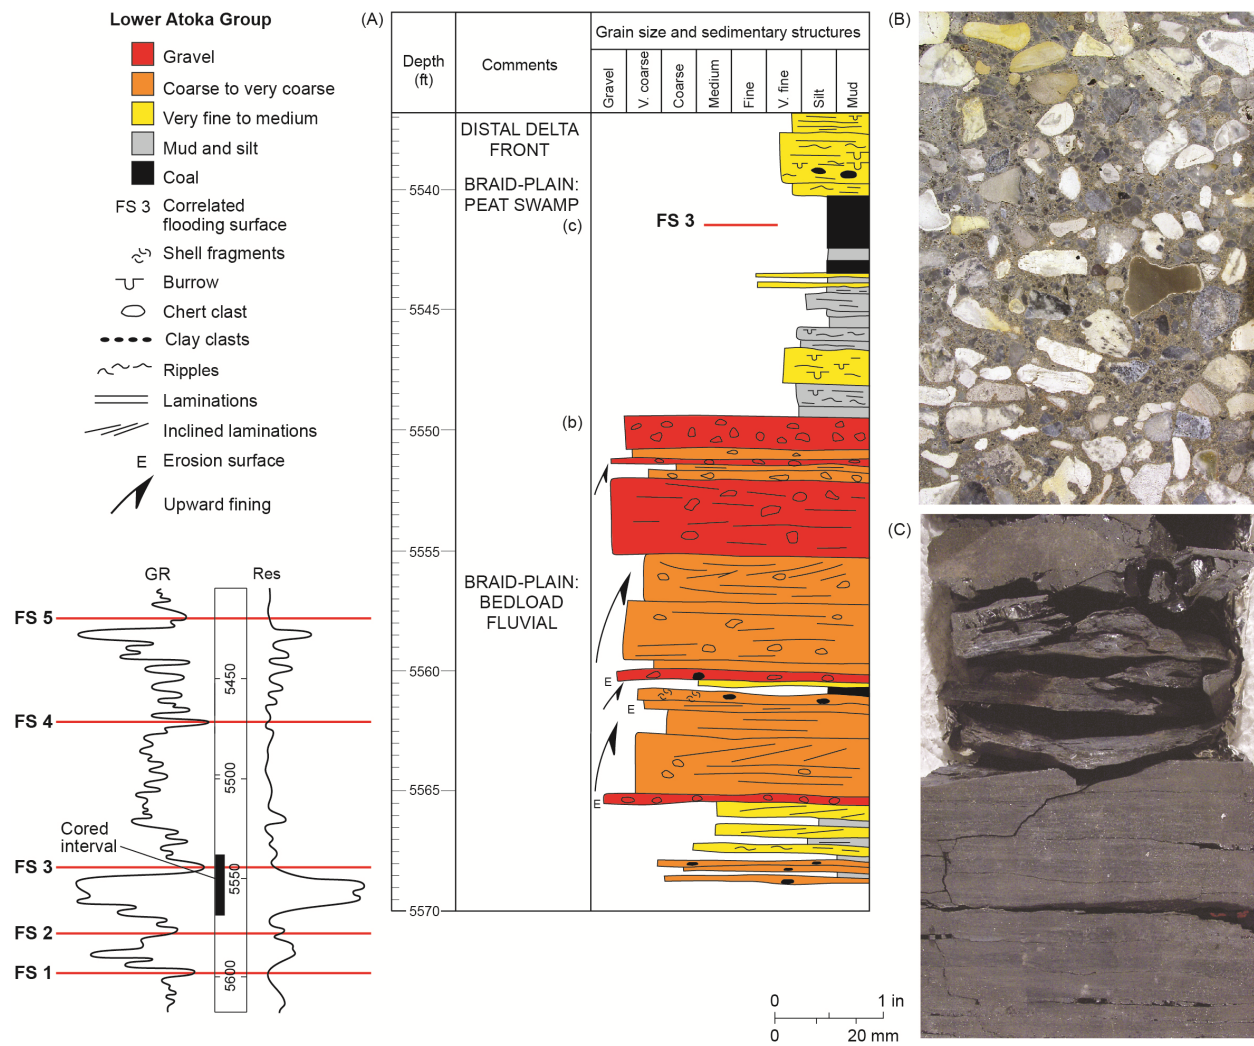 Lower Atoka Group
Gravel
Coarse to very coarse
Very fine to medium
Mud and silt
Coal
FS 3 Correlated
flooding surface
Shell fragments
Burrow
Chert clast
Clay clasts
Ripples
Laminations
Inclined laminations
E Erosion surface
Upward fining
GR
Res
FS 5
FS 4
Cored
interval
FS 3
FS 2
FS 1
5450
5500
5550
5600
(A)
Depth
(ft)
Comments
Grain size and sedimentary structures
Gravel
V. coarse
Coarse
Medium
Fine
V. fine
Silt
Mud
DISTAL DELTA
FRONT
BRAID-PLAIN:
PEAT SWAMP
(c)
FS 3
(b)
BRAID-PLAIN:
BEDLOAD
FLUVIAL
5540
5545
5550
5555
5560
5565
5570
E
E
E
0 1 in
0 20 mm
(B)
(C)